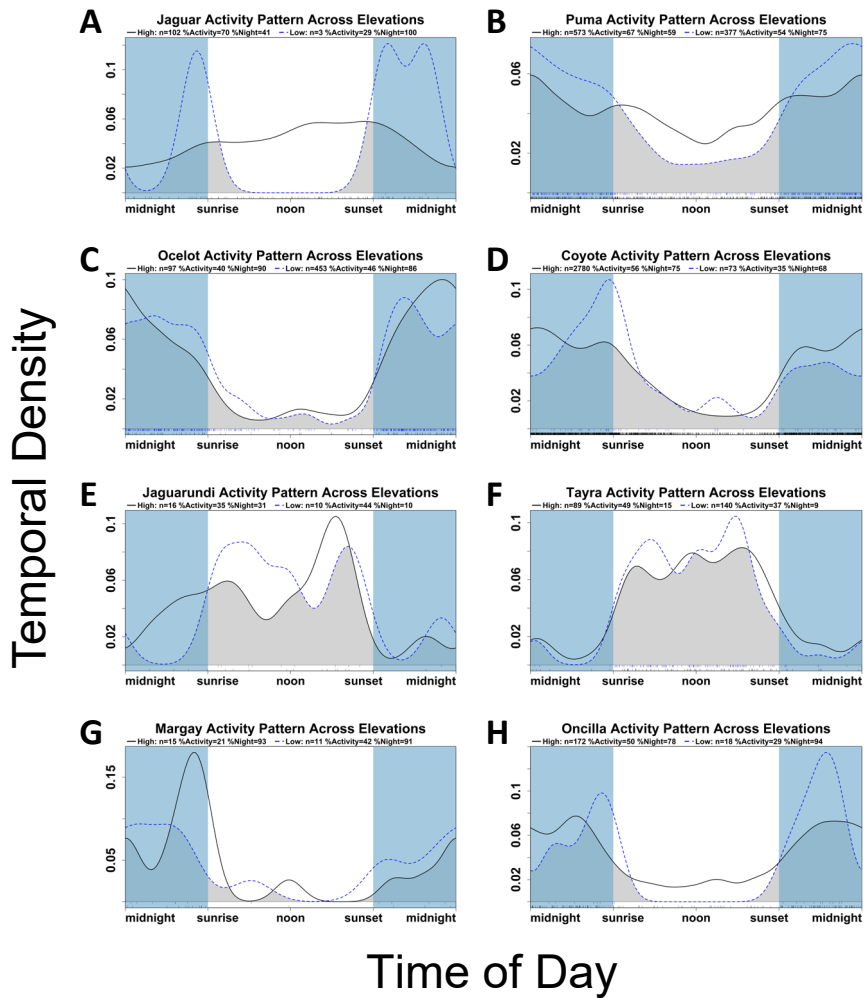 A
Jaguar Activity Pattern Across Elevations
High: n=102 %Activity=70 %Night=41 Low: n=3 %Activity=29 %Night=100
0.1
0.06
0.02
midnight sunrise noon sunset midnight
B
Puma Activity Pattern Across Elevations
High: n=573 %Activity=67 %Night=59 Low: n=377 %Activity=54 %Night=75
0.06
0.02
midnight sunrise noon sunset midnight
C
Ocelot Activity Pattern Across Elevations
High: n=97 %Activity=40 %Night=90 Low: n=453 %Activity=46 %Night=86
0.1
0.06
0.02
midnight sunrise noon sunset midnight
D
Coyote Activity Pattern Across Elevations
High: n=2780 %Activity=56 %Night=75 Low: n=73 %Activity=35 %Night=68
0.1
0.06
0.02
midnight sunrise noon sunset midnight
E
Jaguarundi Activity Pattern Across Elevations
High: n=16 %Activity=35 %Night=31 Low: n=10 %Activity=44 %Night=10
0.1
0.06
0.02
midnight sunrise noon sunset midnight
F
Tayra Activity Pattern Across Elevations
High: n=89 %Activity=49 %Night=15 Low: n=140 %Activity=37 %Night=9
0.1
0.06
0.02
midnight sunrise noon sunset midnight
G
Margay Activity Pattern Across Elevations
High: n=15 %Activity=21 %Night=93 Low: n=11 %Activity=42 %Night=91
0.15
0.05
midnight sunrise noon sunset midnight
H
Oncilla Activity Pattern Across Elevations
High: n=172 %Activity=50 %Night=78 Low: n=18 %Activity=29 %Night=94
0.1
0.06
0.02
midnight sunrise noon sunset midnight
Temporal Density
Time of Day